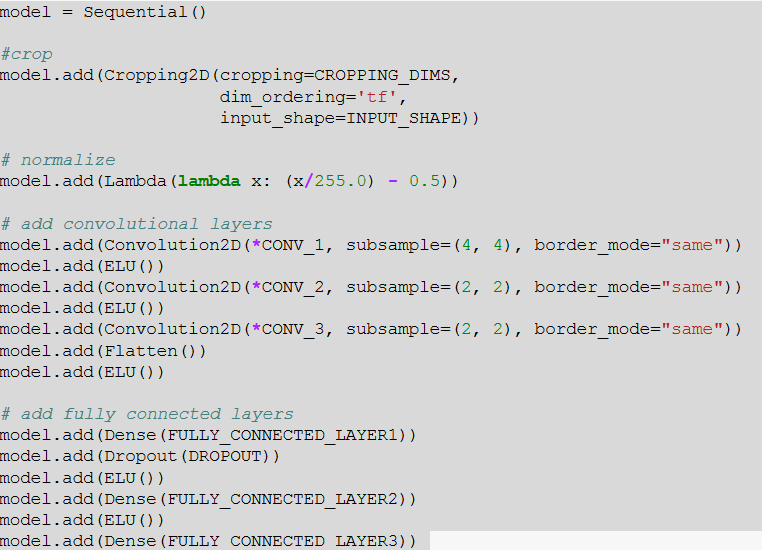 model = Sequential()
#crop
model.add(Cropping2D(cropping=CROPPING_DIMS,
dim_ordering='tf',
input_shape=INPUT_SHAPE))
# normalize
model.add(Lambda(lambda x: (x/255.0) - 0.5))
# add convolutional layers
model.add(Convolution2D(*CONV_1, subsample=(4, 4), border_mode="same"))
model.add(ELU())
model.add(Convolution2D(*CONV_2, subsample=(2, 2), border_mode="same"))
model.add(ELU())
model.add(Convolution2D(*CONV_3, subsample=(2, 2), border_mode="same"))
model.add(Flatten())
model.add(ELU())
# add fully connected layers
model.add(Dense(FULLY_CONNECTED_LAYER1))
model.add(Dropout(DROPOUT))
model.add(ELU())
model.add(Dense(FULLY_CONNECTED_LAYER2))
model.add(ELU())
model.add(Dense(FULLY_CONNECTED_LAYER3))